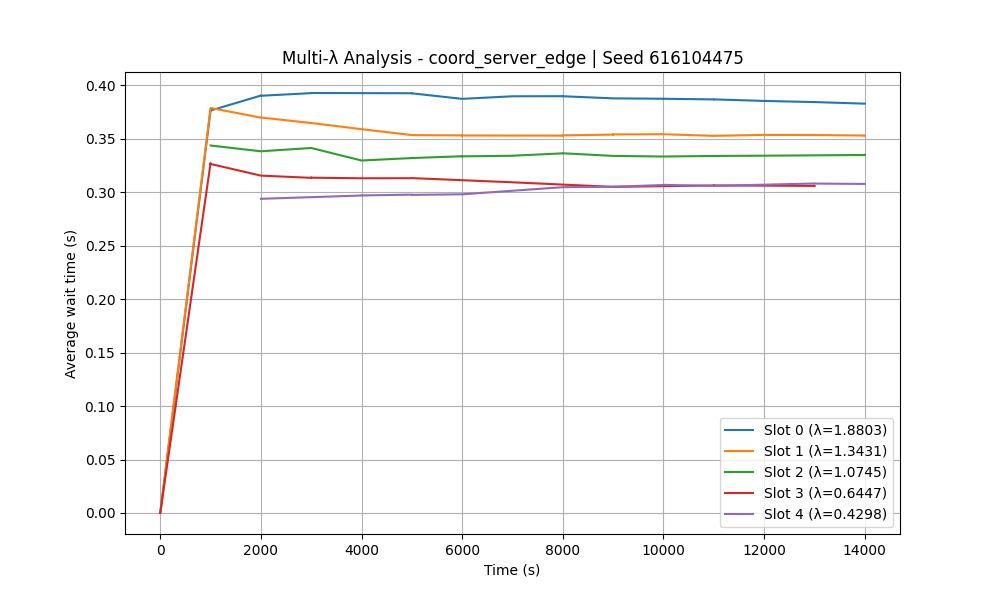 Multi-λ Analysis - coord_server_edge | Seed 616104475
Average wait time (s)
0.40
0.35
0.30
0.25
0.20
0.15
0.10
0.05
0.00
Slot 0 (λ=1.8803)
Slot 1 (λ=1.3431)
Slot 2 (λ=1.0745)
Slot 3 (λ=0.6447)
Slot 4 (λ=0.4298)
0 2000 4000 6000 8000 10000 12000 14000
Time (s)